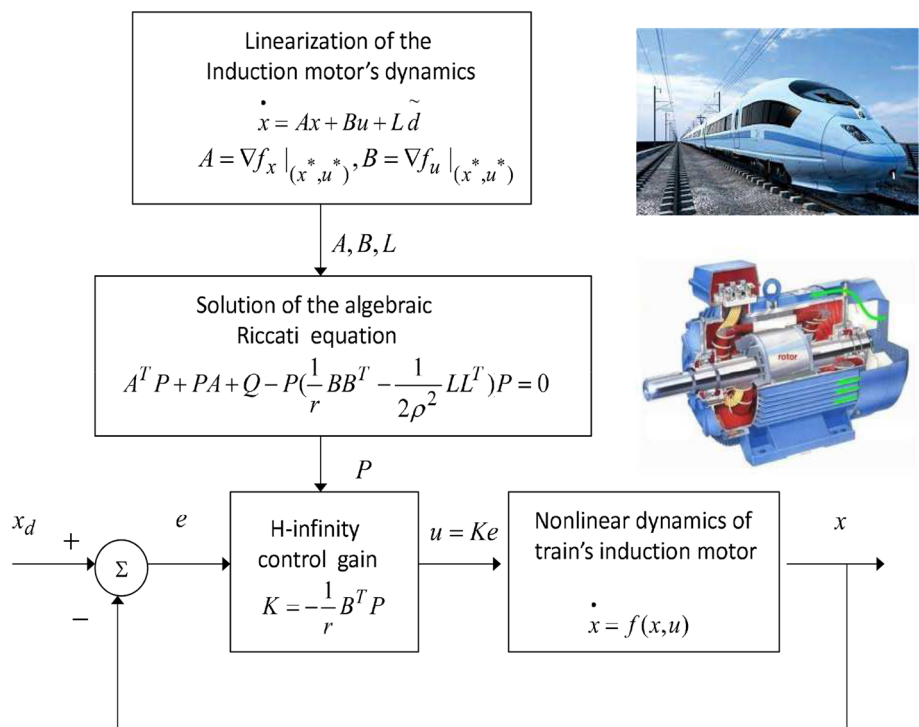 Linearization of the
Induction motor's dynamics
ẋ = Ax + Bu + L d̃
A = ∇f_x |_(x*,u*), B = ∇f_u |_(x*,u*)
A, B, L
Solution of the algebraic
Riccati equation
A^T P + PA + Q − P(1/r BB^T − 1/(2ρ^2) LL^T)P = 0
rotor
P
x_d
+
e
Σ
−
H-infinity
control gain
K = −1/r B^T P
u = Ke
Nonlinear dynamics of
train's induction motor
ẋ = f(x,u)
x